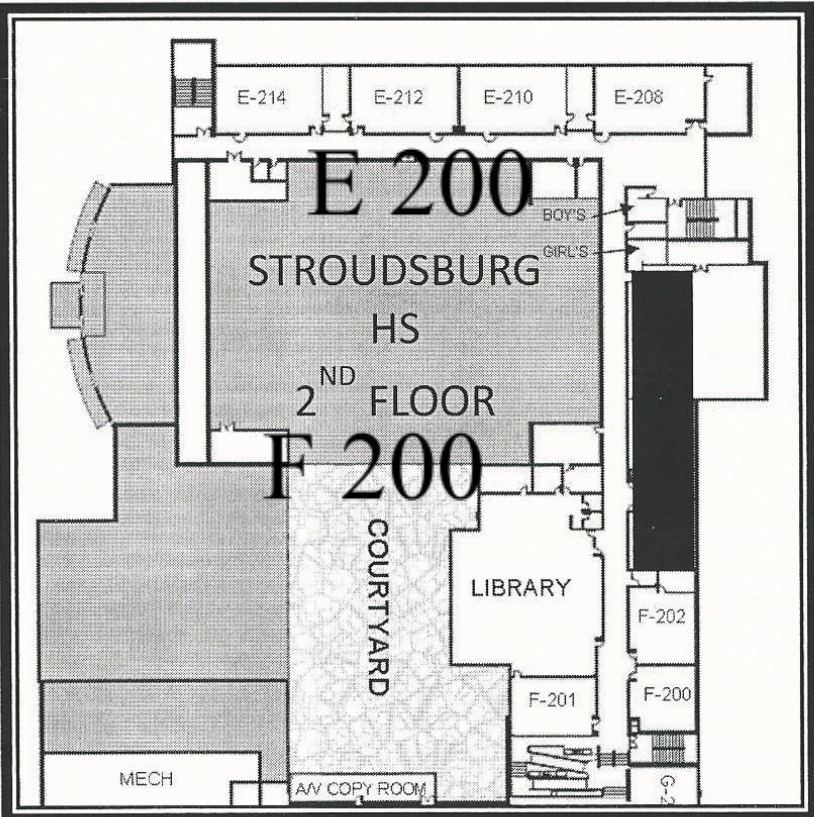 E-214
E-212
E-210
E-208
E 200
BOY'S
GIRL'S
STROUDSBURG
HS
2ND FLOOR
F 200
COURTYARD
LIBRARY
F-202
F-201
F-200
MECH
A/V COPY ROOM
G-2